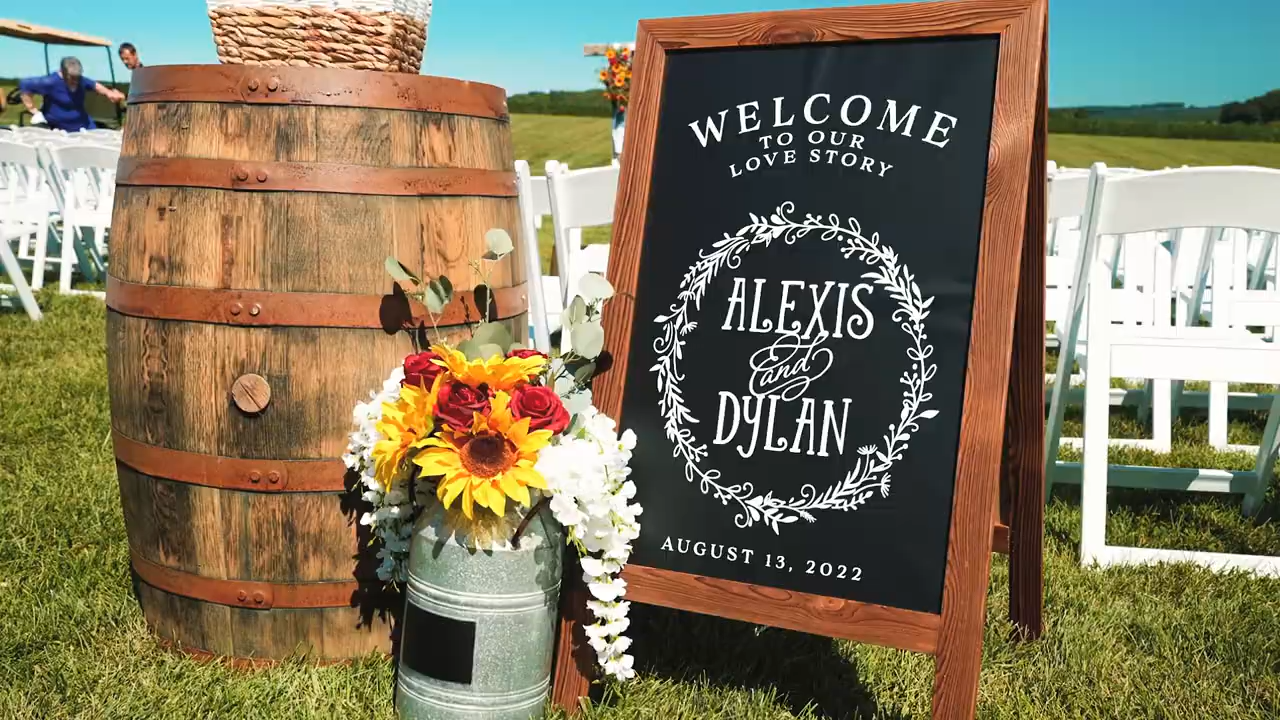 WELCOME
TO OUR
LOVE STORY
ALEXIS
and
DYLAN
AUGUST 13, 2022